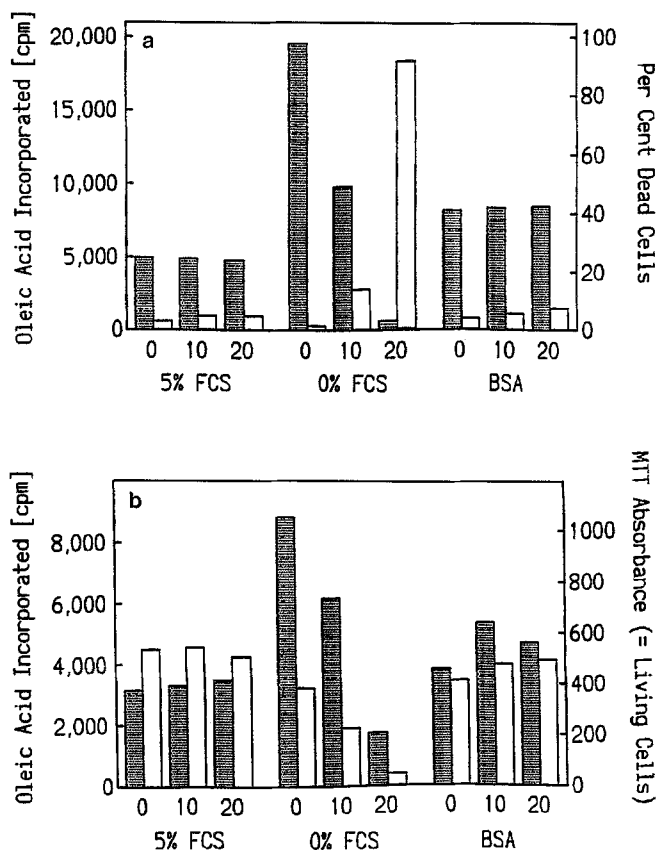 a
Oleic Acid Incorporated [cpm]
20,000
15,000
10,000
5,000
0
100
80
60
40
20
0
Per Cent Dead Cells
0 10 20 0 10 20 0 10 20
5% FCS 0% FCS BSA
b
Oleic Acid Incorporated [cpm]
8,000
6,000
4,000
2,000
0
1000
800
600
400
200
0
MTT Absorbance (= Living Cells)
0 10 20 0 10 20 0 10 20
5% FCS 0% FCS BSA